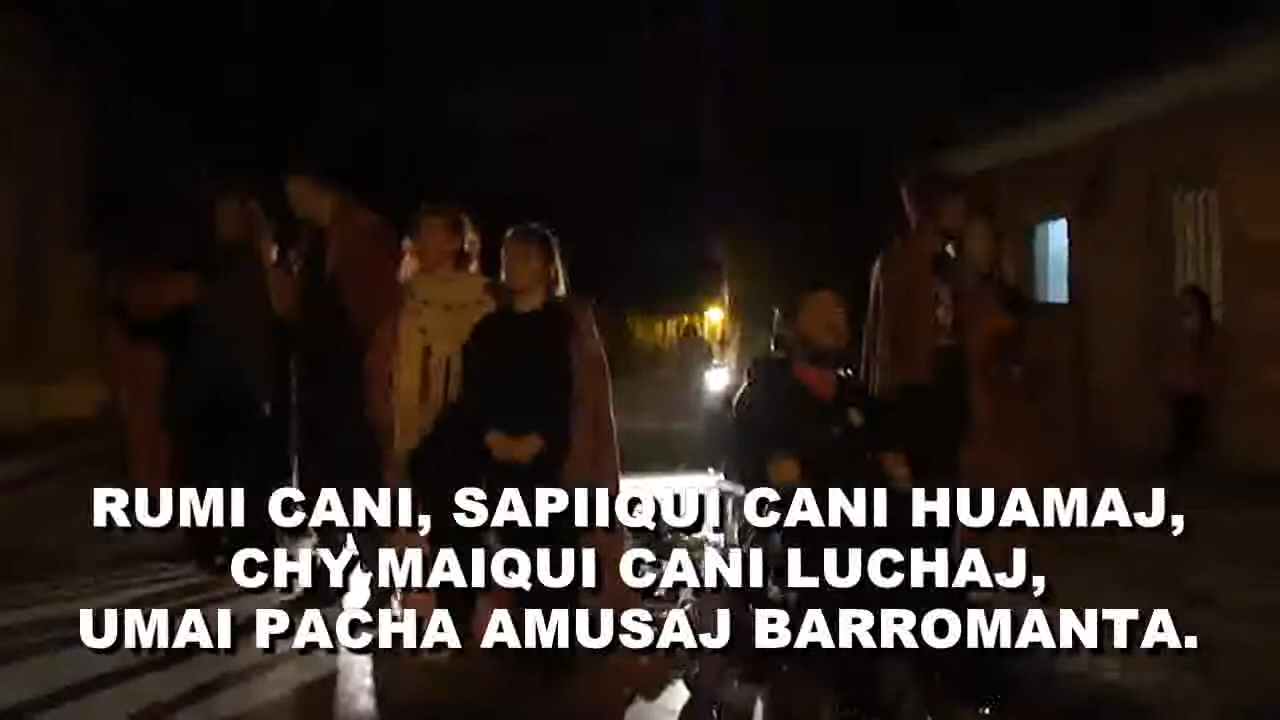 RUMI CANI, SAPIIQUI CANI HUAMAJ,
CHY MAIQUI CANI LUCHAJ,
UMAI PACHA AMUSAJ BARROMANTA.